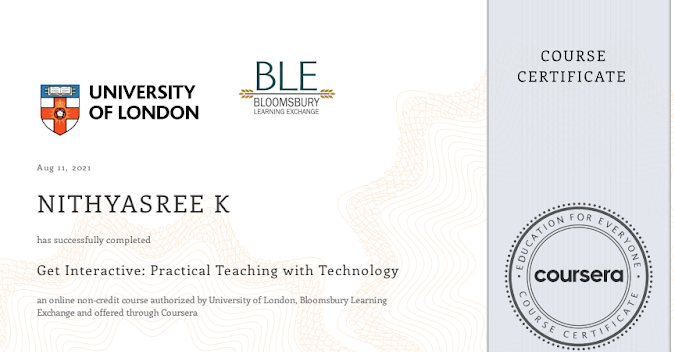 UNIVERSITY
OF LONDON
BLE
BLOOMSBURY
LEARNING EXCHANGE
COURSE
CERTIFICATE
Aug 11, 2021
NITHYASREE K
has successfully completed
Get Interactive: Practical Teaching with Technology
an online non-credit course authorized by University of London, Bloomsbury Learning
Exchange and offered through Coursera
EDUCATION FOR EVERYONE
coursera
COURSE CERTIFICATE